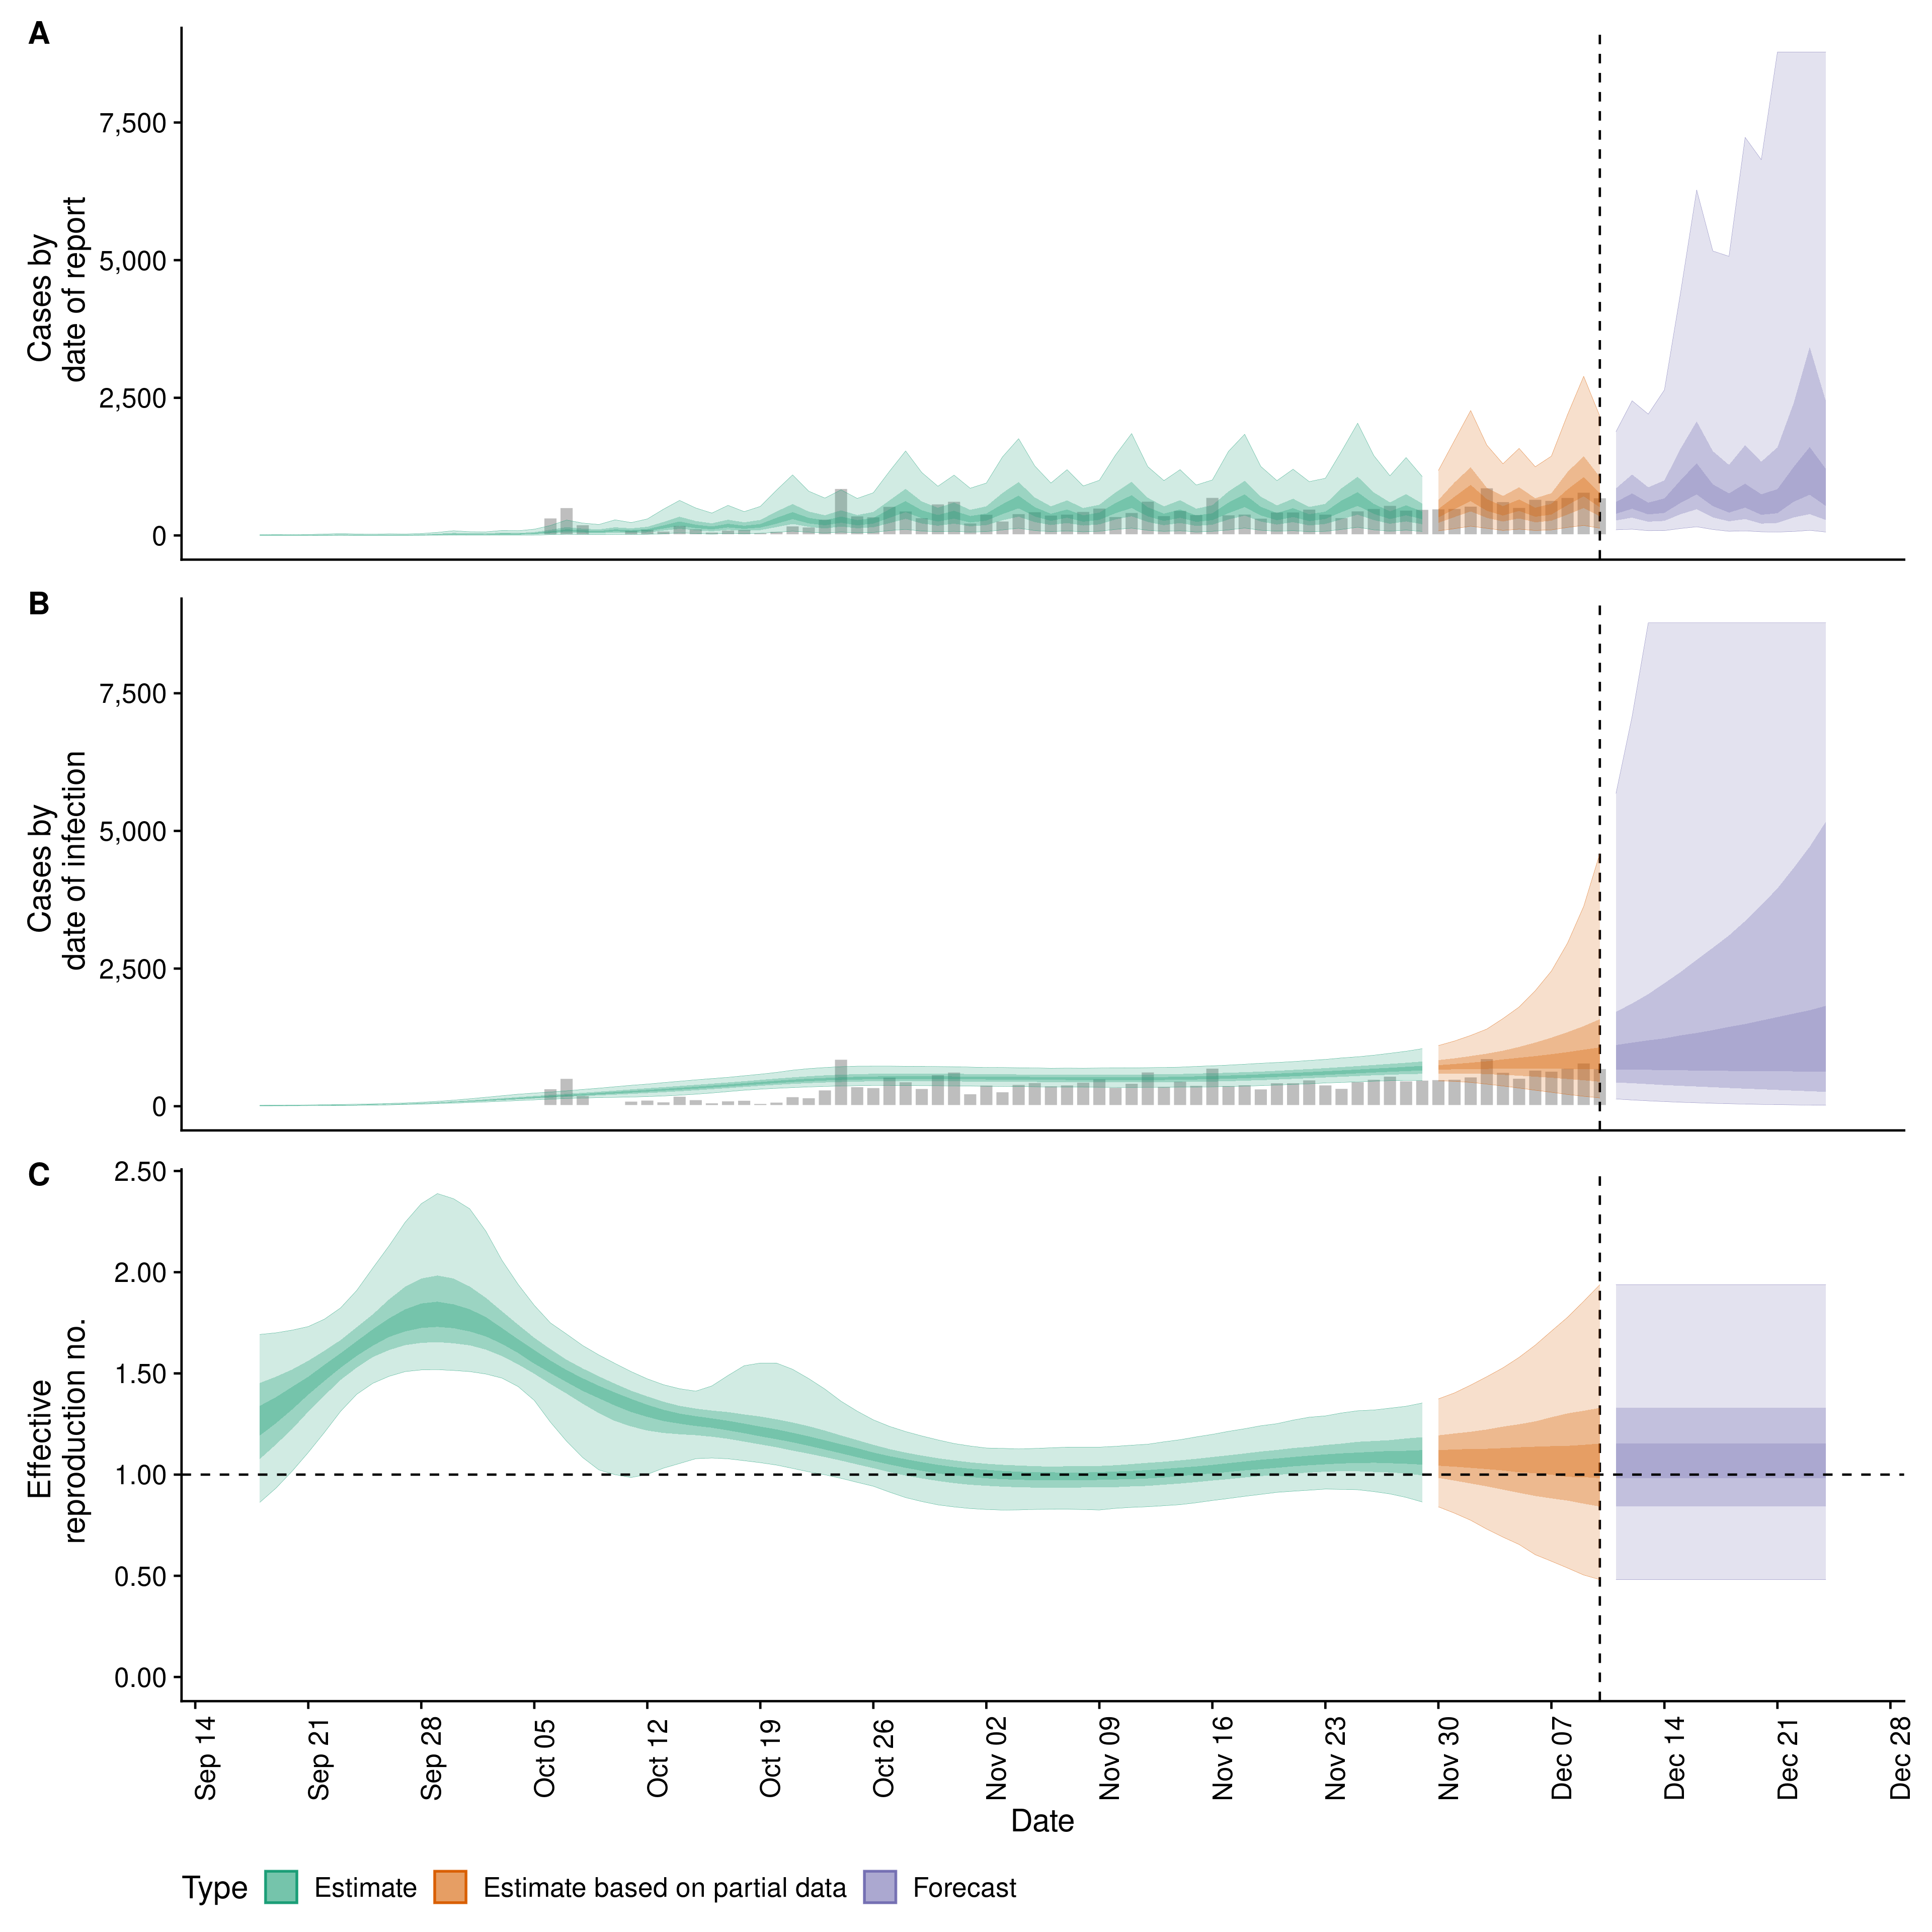 A
Cases by
date of report
7,500
5,000
2,500
0
B
Cases by
date of infection
7,500
5,000
2,500
0
C
Effective
reproduction no.
2.50
2.00
1.50
1.00
0.50
0.00
Sep 14
Sep 21
Sep 28
Oct 05
Oct 12
Oct 19
Oct 26
Nov 02
Nov 09
Nov 16
Nov 23
Nov 30
Dec 07
Dec 14
Dec 21
Dec 28
Date
Type Estimate Estimate based on partial data Forecast